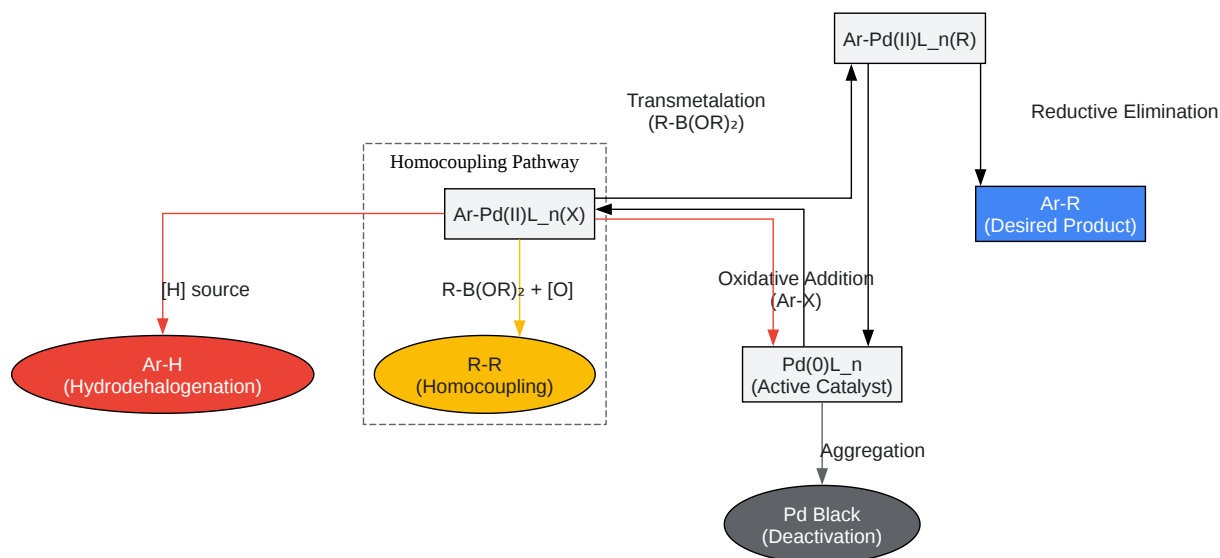 Ar-Pd(II)L_n(R)
Transmetalation
(R-B(OR)₂)
Reductive Elimination
Homocoupling Pathway
Ar-Pd(II)L_n(X)
Ar-R
(Desired Product)
[H] source
R-B(OR)₂ + [O]
Oxidative Addition
(Ar-X)
Ar-H
(Hydrodehalogenation)
R-R
(Homocoupling)
Pd(0)L_n
(Active Catalyst)
Aggregation
Pd Black
(Deactivation)